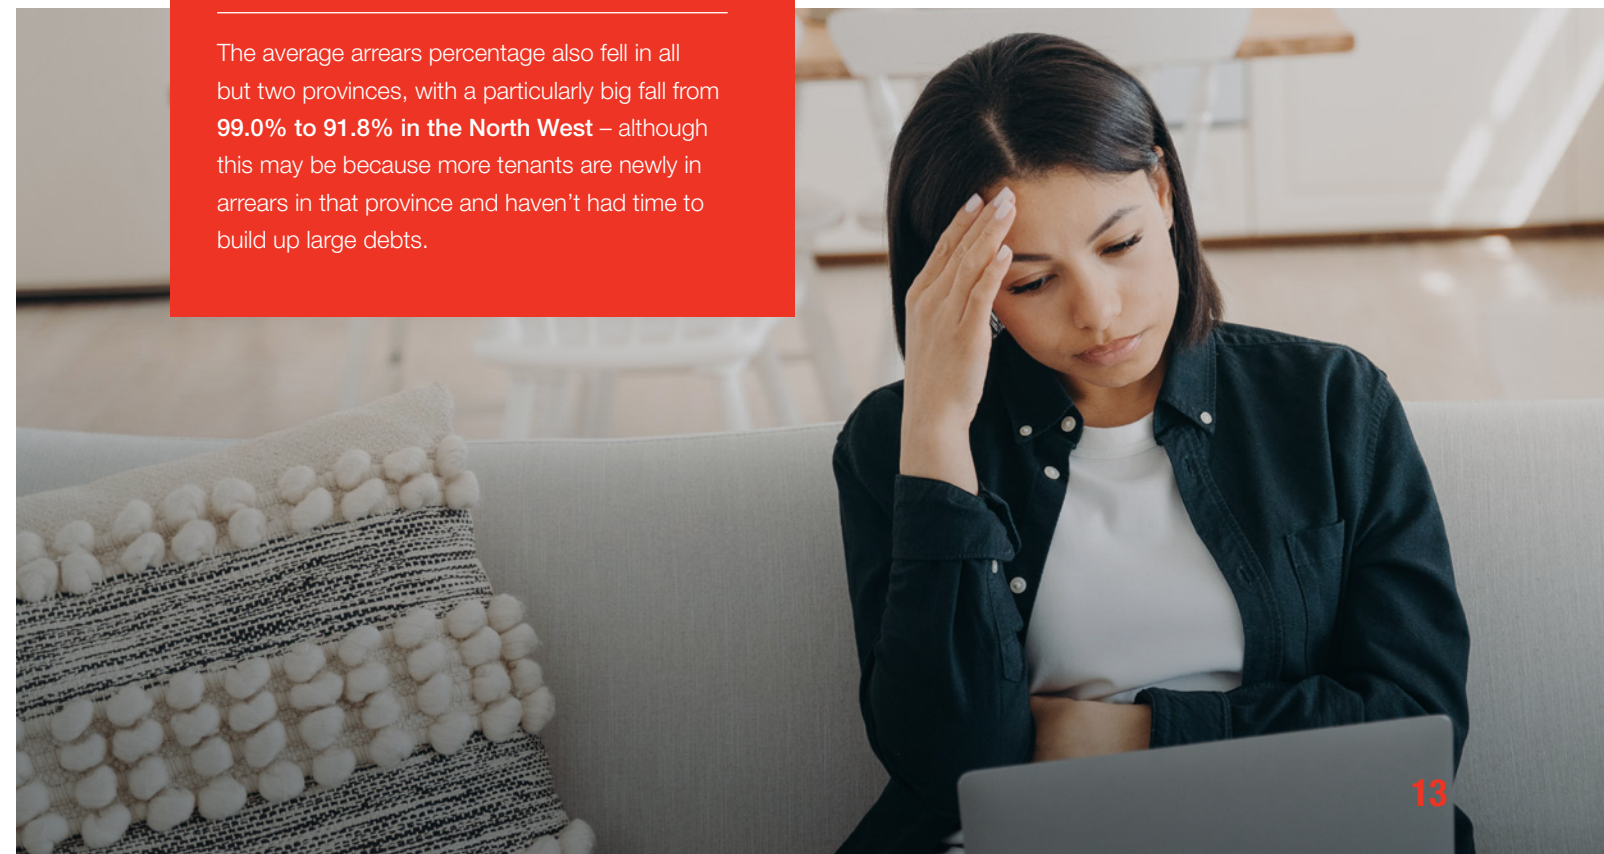 The average arrears percentage also fell in all
but two provinces, with a particularly big fall from
99.0% to 91.8% in the North West – although
this may be because more tenants are newly in
arrears in that province and haven’t had time to
build up large debts.
13